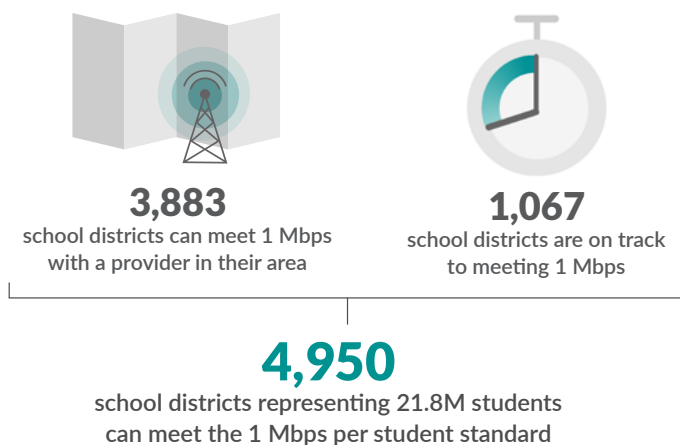 3,883
school districts can meet 1 Mbps
with a provider in their area
1,067
school districts are on track
to meeting 1 Mbps
4,950
school districts representing 21.8M students
can meet the 1 Mbps per student standard